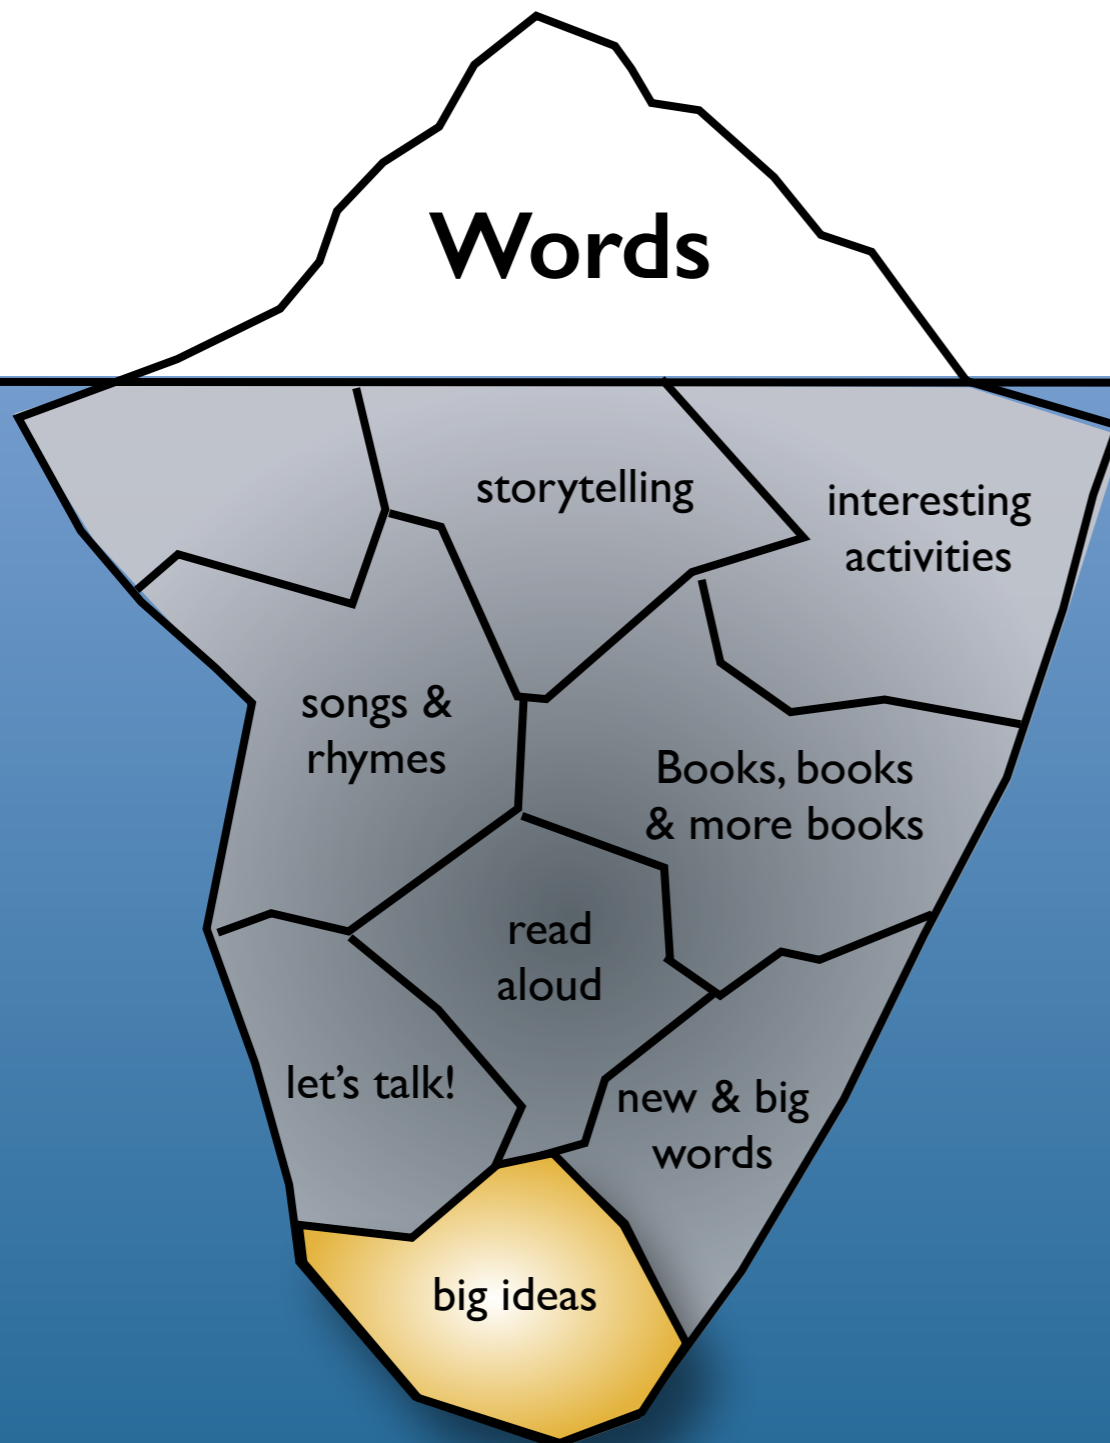 Words
storytelling
interesting
activities
songs &
rhymes
Books, books
& more books
read
aloud
let's talk!
new & big
words
big ideas